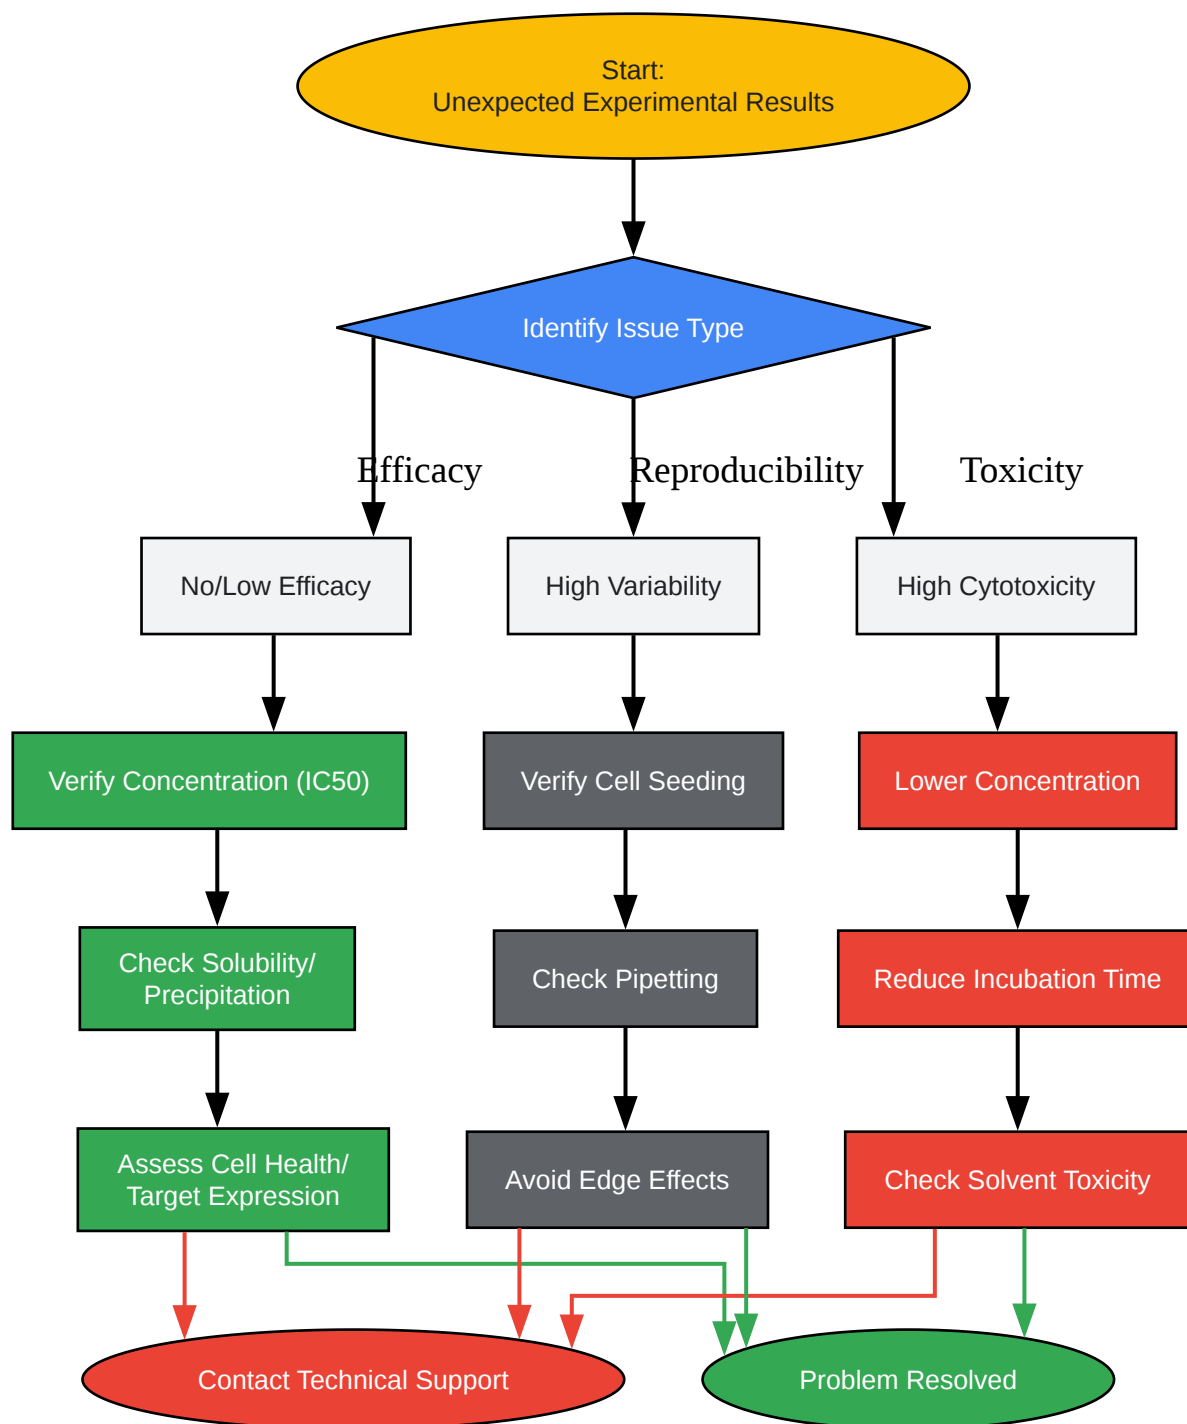 Start:
Unexpected Experimental Results
Identify Issue Type
Efficacy
Reproducibility
Toxicity
No/Low Efficacy
High Variability
High Cytotoxicity
Verify Concentration (IC50)
Verify Cell Seeding
Lower Concentration
Check Solubility/
Precipitation
Check Pipetting
Reduce Incubation Time
Assess Cell Health/
Target Expression
Avoid Edge Effects
Check Solvent Toxicity
Contact Technical Support
Problem Resolved